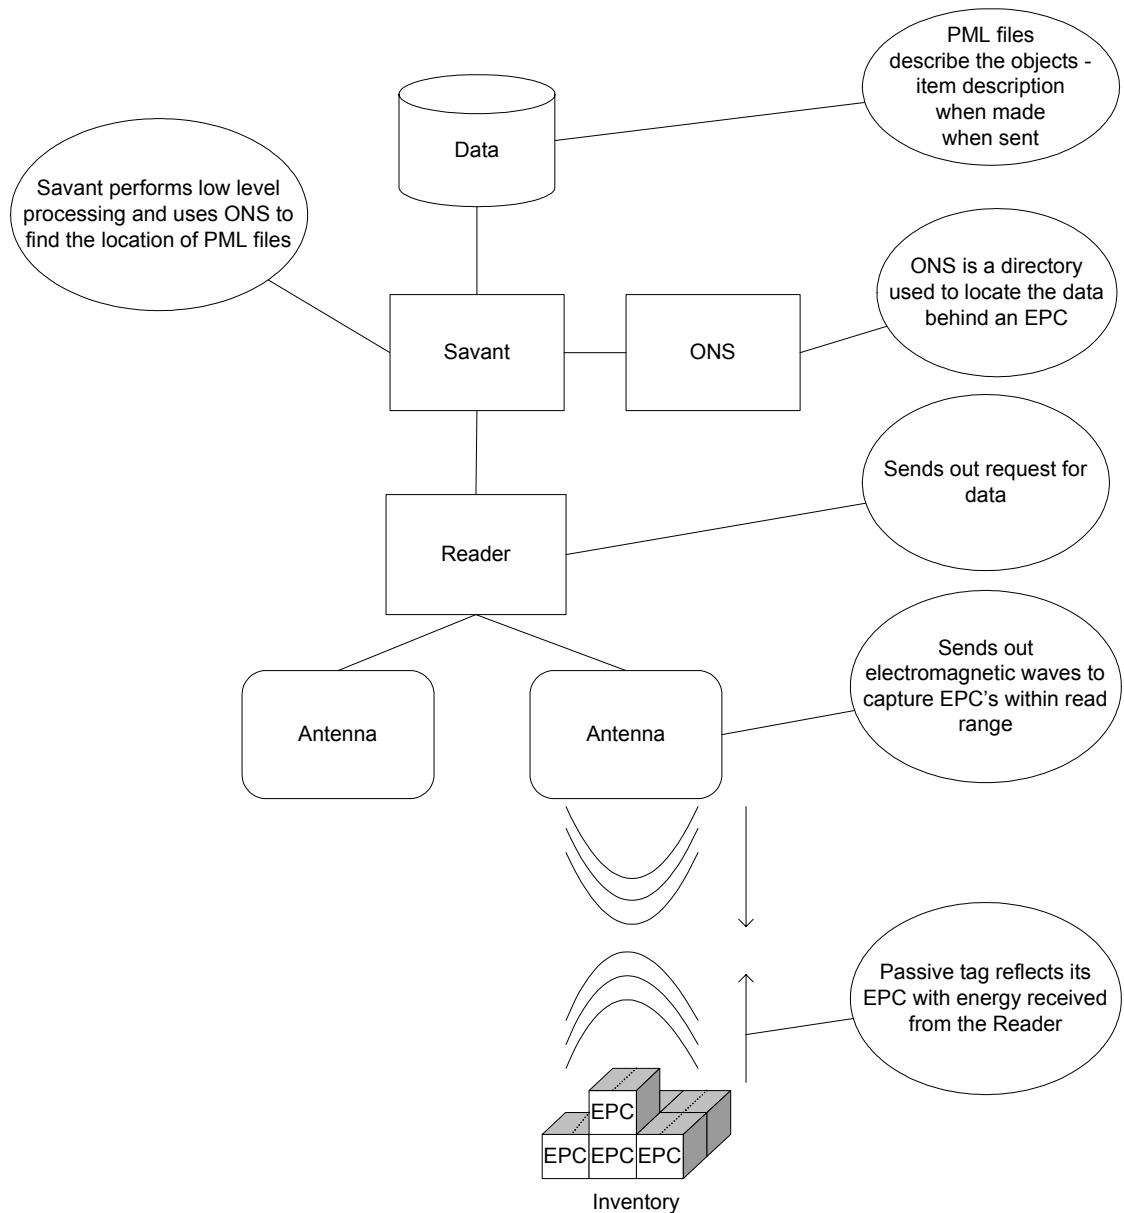 PML files
describe the objects -
item description
when made
when sent
Data
Savant performs low level
processing and uses ONS to
find the location of PML files
ONS is a directory
used to locate the data
behind an EPC
Savant
ONS
Sends out request for
data
Reader
Sends out
electromagnetic waves to
capture EPC's within read
range
Antenna
Antenna
Passive tag reflects its
EPC with energy received
from the Reader
EPC
EPC
EPC
EPC
Inventory